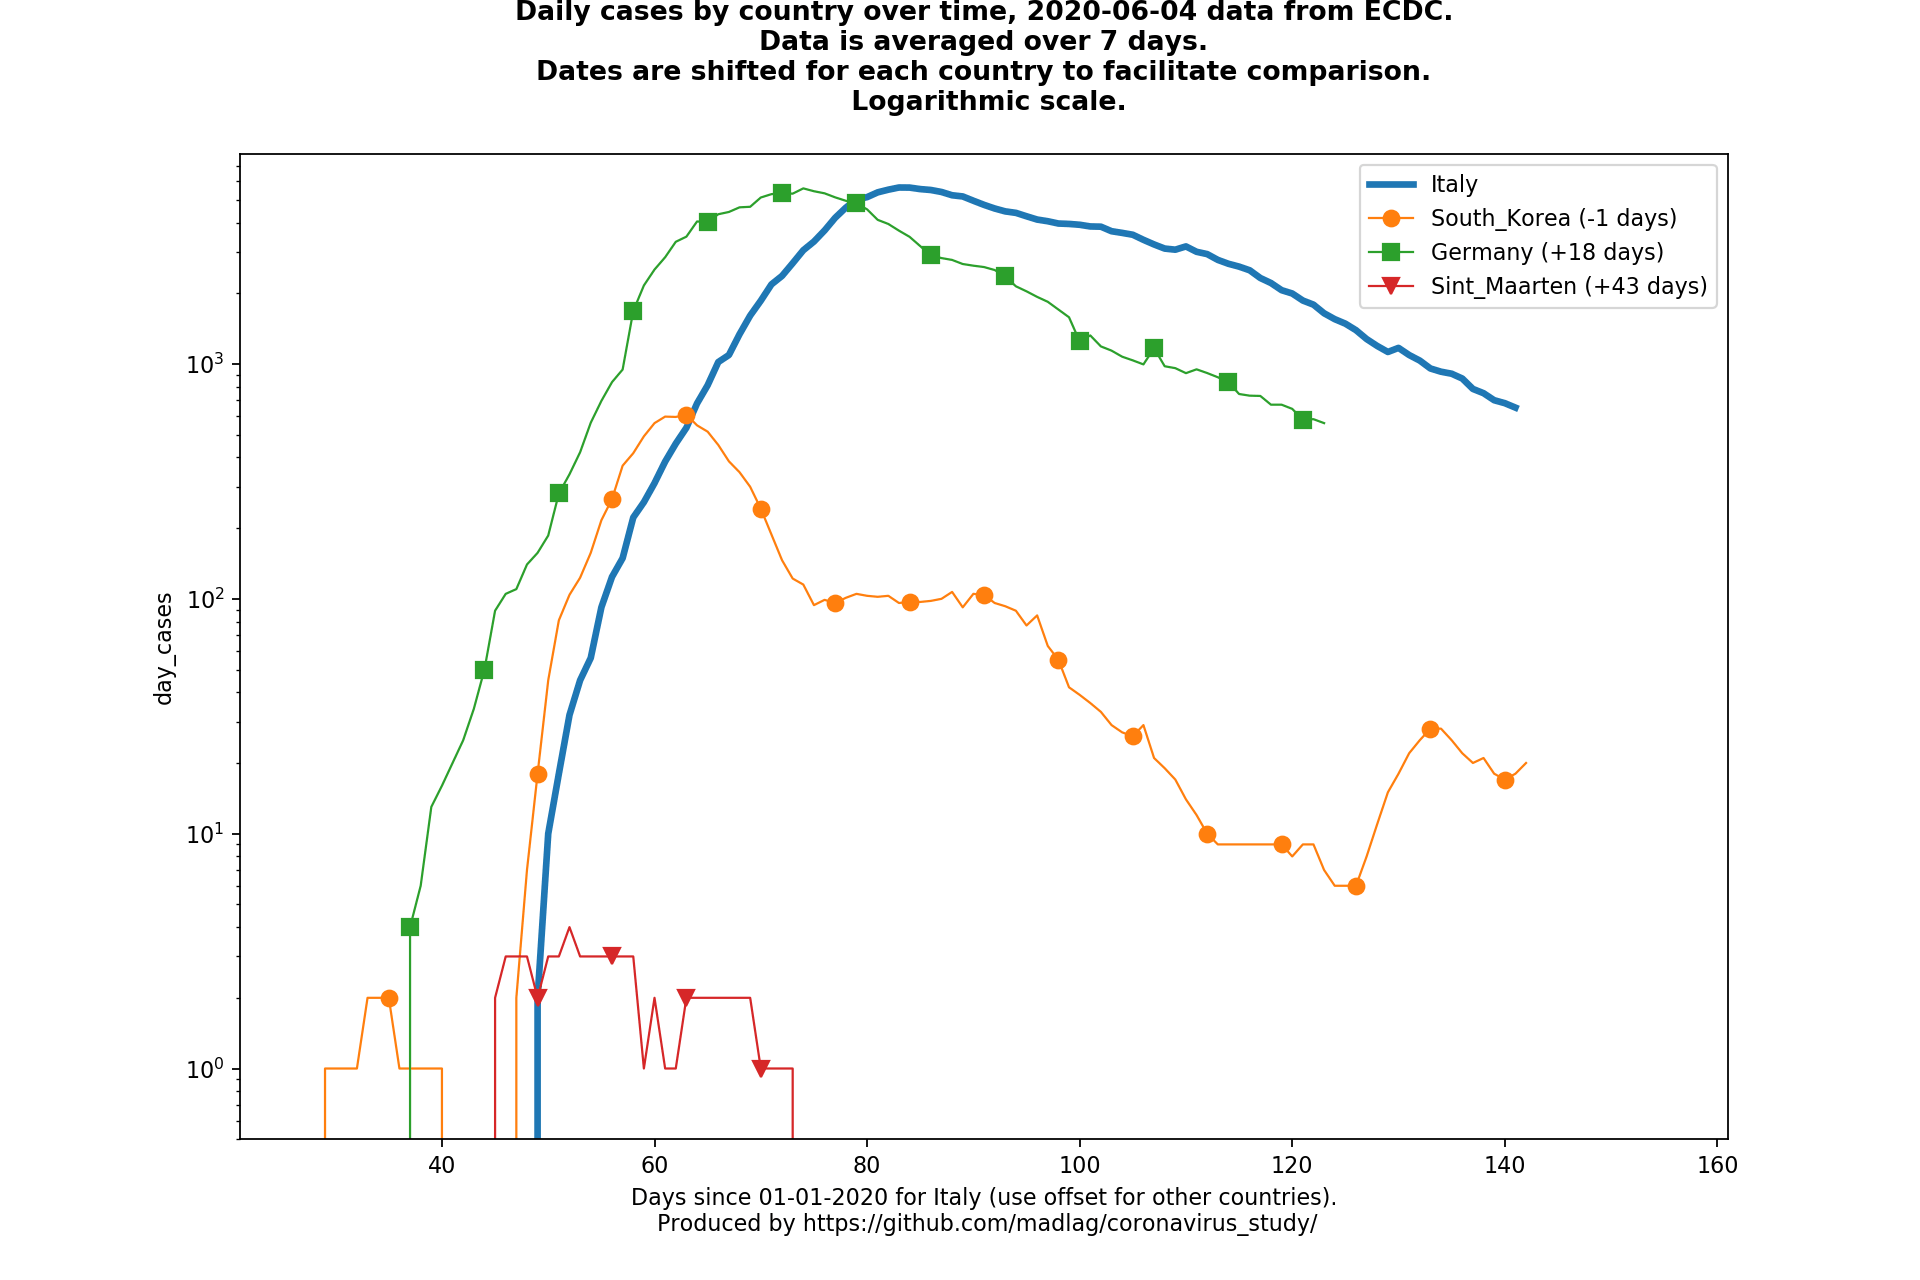 Daily cases by country over time, 2020-06-04 data from ECDC.
Data is averaged over 7 days.
Dates are shifted for each country to facilitate comparison.
Logarithmic scale.
Italy
South_Korea (-1 days)
Germany (+18 days)
Sint_Maarten (+43 days)
day_cases
10³
10²
10¹
10⁰
40 60 80 100 120 140 160
Days since 01-01-2020 for Italy (use offset for other countries).
Produced by https://github.com/madlag/coronavirus_study/